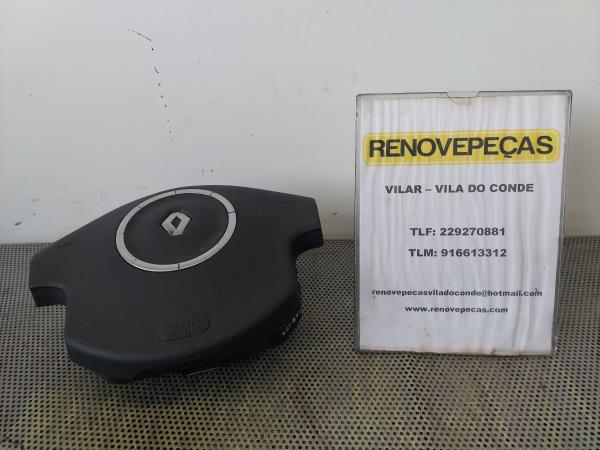 RENOVEPEÇAS
VILAR – VILA DO CONDE
TLF: 229270881
TLM: 916613312
renovepecasviladoconde@hotmail.com
www.renovepecas.com